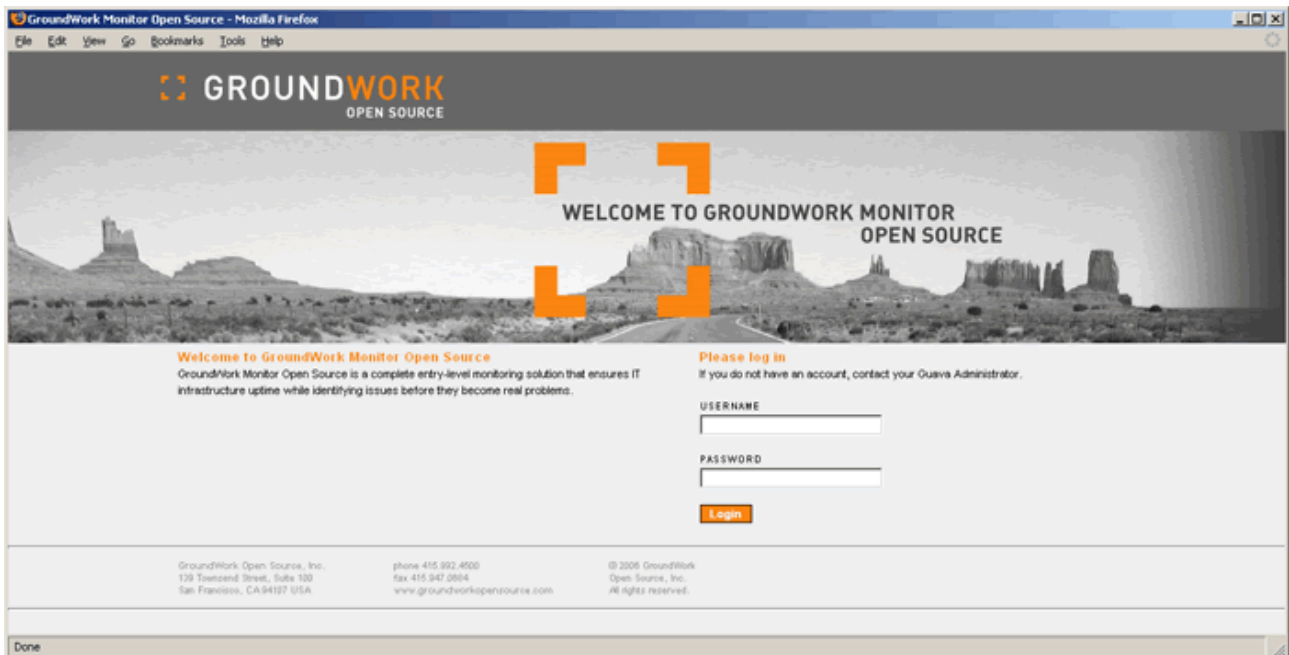 GroundWork Monitor Open Source - Mozilla Firefox
File Edit View Go Bookmarks Tools Help
GROUNDWORK
OPEN SOURCE
WELCOME TO GROUNDWORK MONITOR
OPEN SOURCE
Welcome to GroundWork Monitor Open Source
GroundWork Monitor Open Source is a complete entry-level monitoring solution that ensures IT
infrastructure uptime while identifying issues before they become real problems.
Please log in
If you do not have an account, contact your Guava Administrator.
USERNAME
PASSWORD
Login
GroundWork Open Source, Inc.
139 Townsend Street, Suite 100
San Francisco, CA 94107 USA
phone 415.992.4500
fax 415.947.0684
www.groundworkopensource.com
© 2006 GroundWork
Open Source, Inc.
All rights reserved.
Done